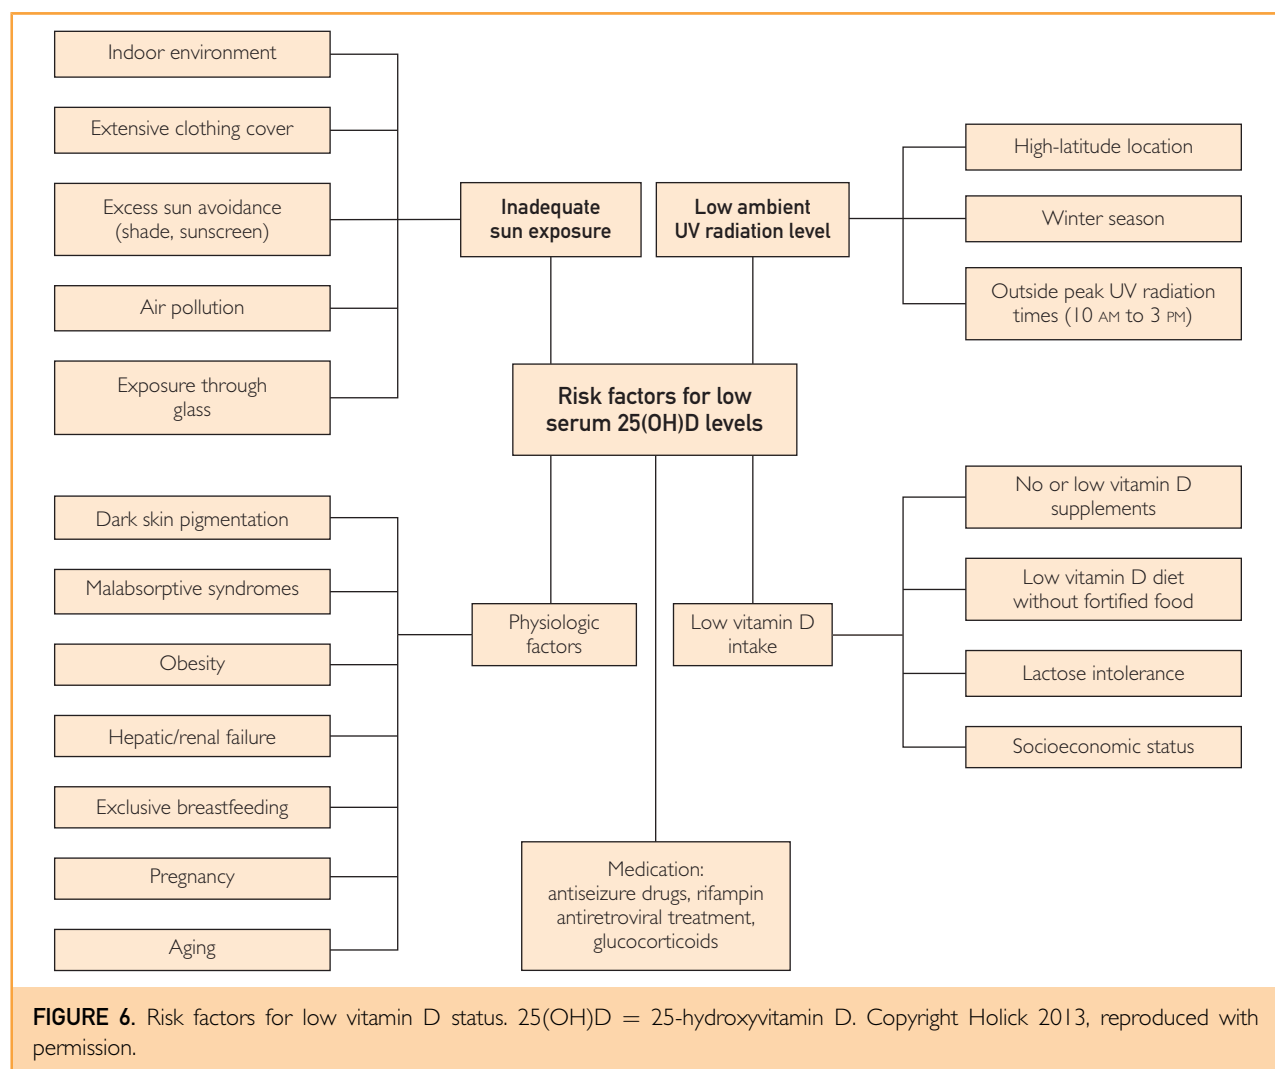 Indoor environment
Extensive clothing cover
Excess sun avoidance
(shade, sunscreen)
Air pollution
Exposure through
glass
Inadequate
sun exposure
Low ambient
UV radiation level
High-latitude location
Winter season
Outside peak UV radiation
times (10 AM to 3 PM)
Risk factors for low
serum 25(OH)D levels
Dark skin pigmentation
Malabsorptive syndromes
Obesity
Hepatic/renal failure
Exclusive breastfeeding
Pregnancy
Aging
Physiologic
factors
Low vitamin D
intake
No or low vitamin D
supplements
Low vitamin D diet
without fortified food
Lactose intolerance
Socioeconomic status
Medication:
antiseizure drugs, rifampin
antiretroviral treatment,
glucocorticoids
FIGURE 6. Risk factors for low vitamin D status. 25(OH)D = 25-hydroxyvitamin D. Copyright Holick 2013, reproduced with
permission.